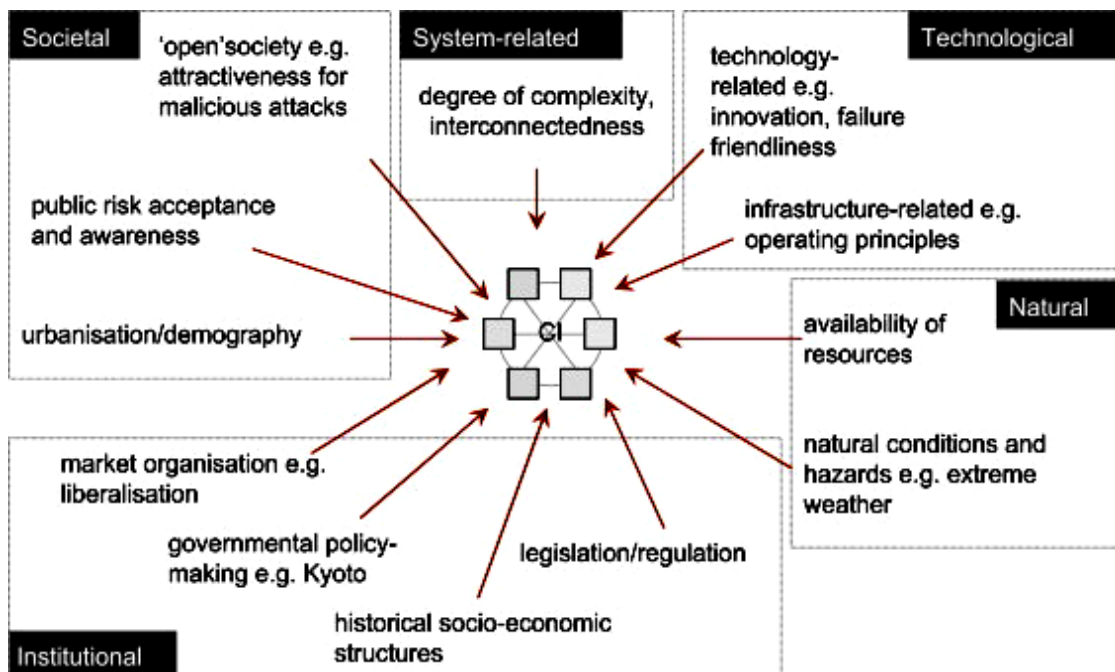 Societal
'open'society e.g.
attractiveness for
malicious attacks
public risk acceptance
and awareness
urbanisation/demography
System-related
degree of complexity,
interconnectedness
Technological
technology-
related e.g.
innovation, failure
friendliness
infrastructure-related e.g.
operating principles
Natural
availability of
resources
natural conditions and
hazards e.g. extreme
weather
CI
market organisation e.g.
liberalisation
governmental policy-
making e.g. Kyoto
historical socio-economic
structures
legislation/regulation
Institutional